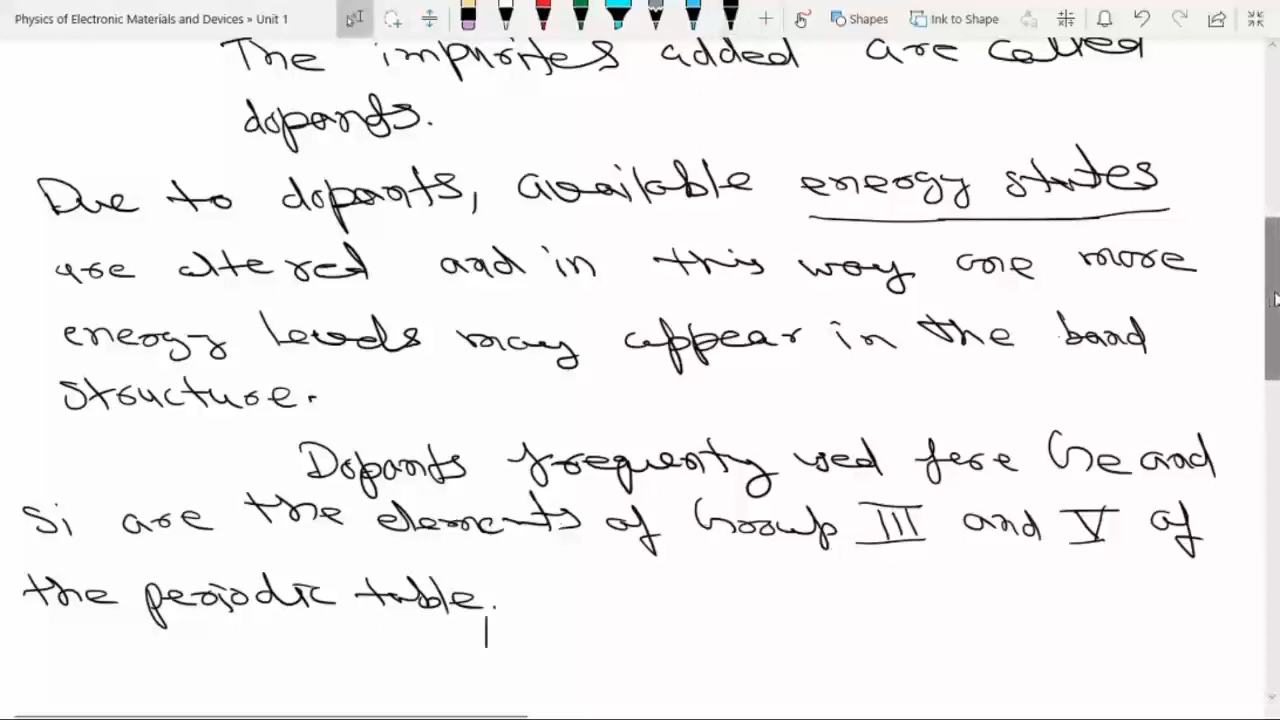 Physics of Electronic Materials and Devices » Unit 1
Shapes
Ink to Shape
The impurites added are called
dopants.
Due to dopants, available energy states
are altered and in this way one more
energy levels may appear in the band
structure.
Dopants frequently used fore Ge and
Si are the elements of Group III and V of
the periodic table.